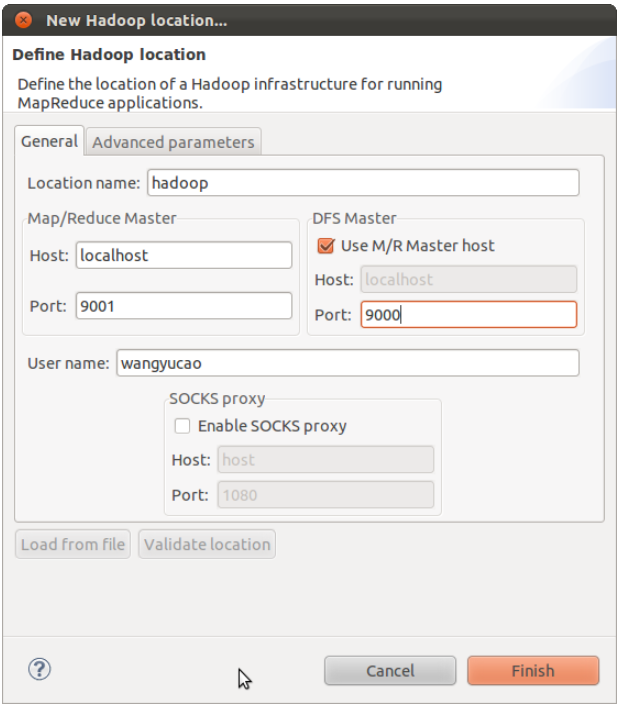 New Hadoop location...
Define Hadoop location
Define the location of a Hadoop infrastructure for running
MapReduce applications.
General
Advanced parameters
Location name: hadoop
Map/Reduce Master
Host: localhost
Port: 9001
DFS Master
Use M/R Master host
Host: localhost
Port: 9000
User name: wangyucao
SOCKS proxy
Enable SOCKS proxy
Host: host
Port: 1080
Load from file
Validate location
?
Cancel
Finish